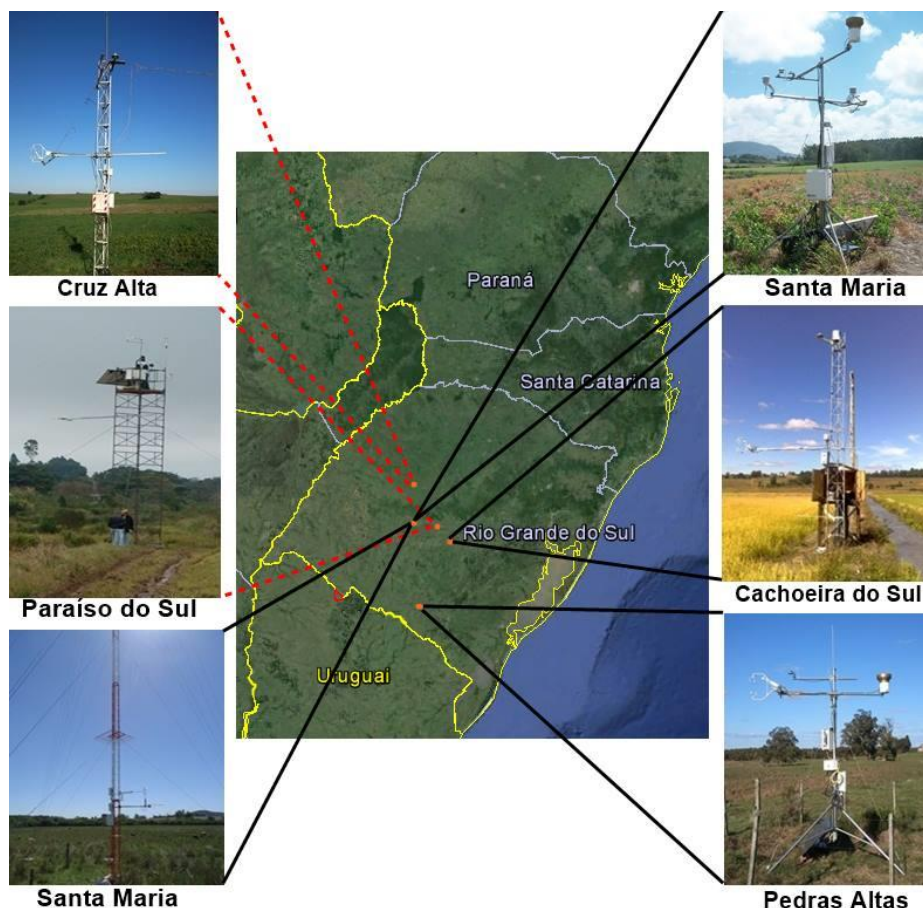 Cruz Alta
Santa Maria
Paraná
Santa Catarina
Rio Grande do Sul
Uruguai
Paraíso do Sul
Cachoeira do Sul
Santa Maria
Pedras Altas